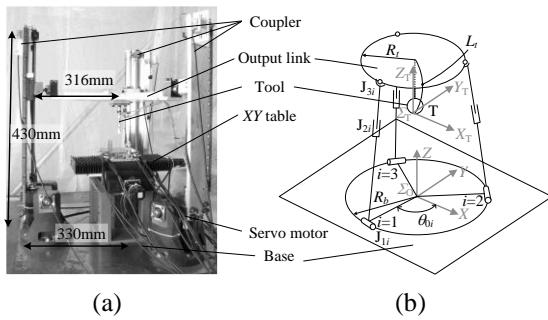 Coupler
316mm
Output link
Tool
XY table
430mm
330mm
Servo motor
Base
(a)
R_t
L_t
Z_T
Y_T
J_3i
Σ_T
T
X_T
J_2i
Z
Y
i=3
Σ_O
R_b
X
i=2
i=1
θ_0i
J_1i
(b)